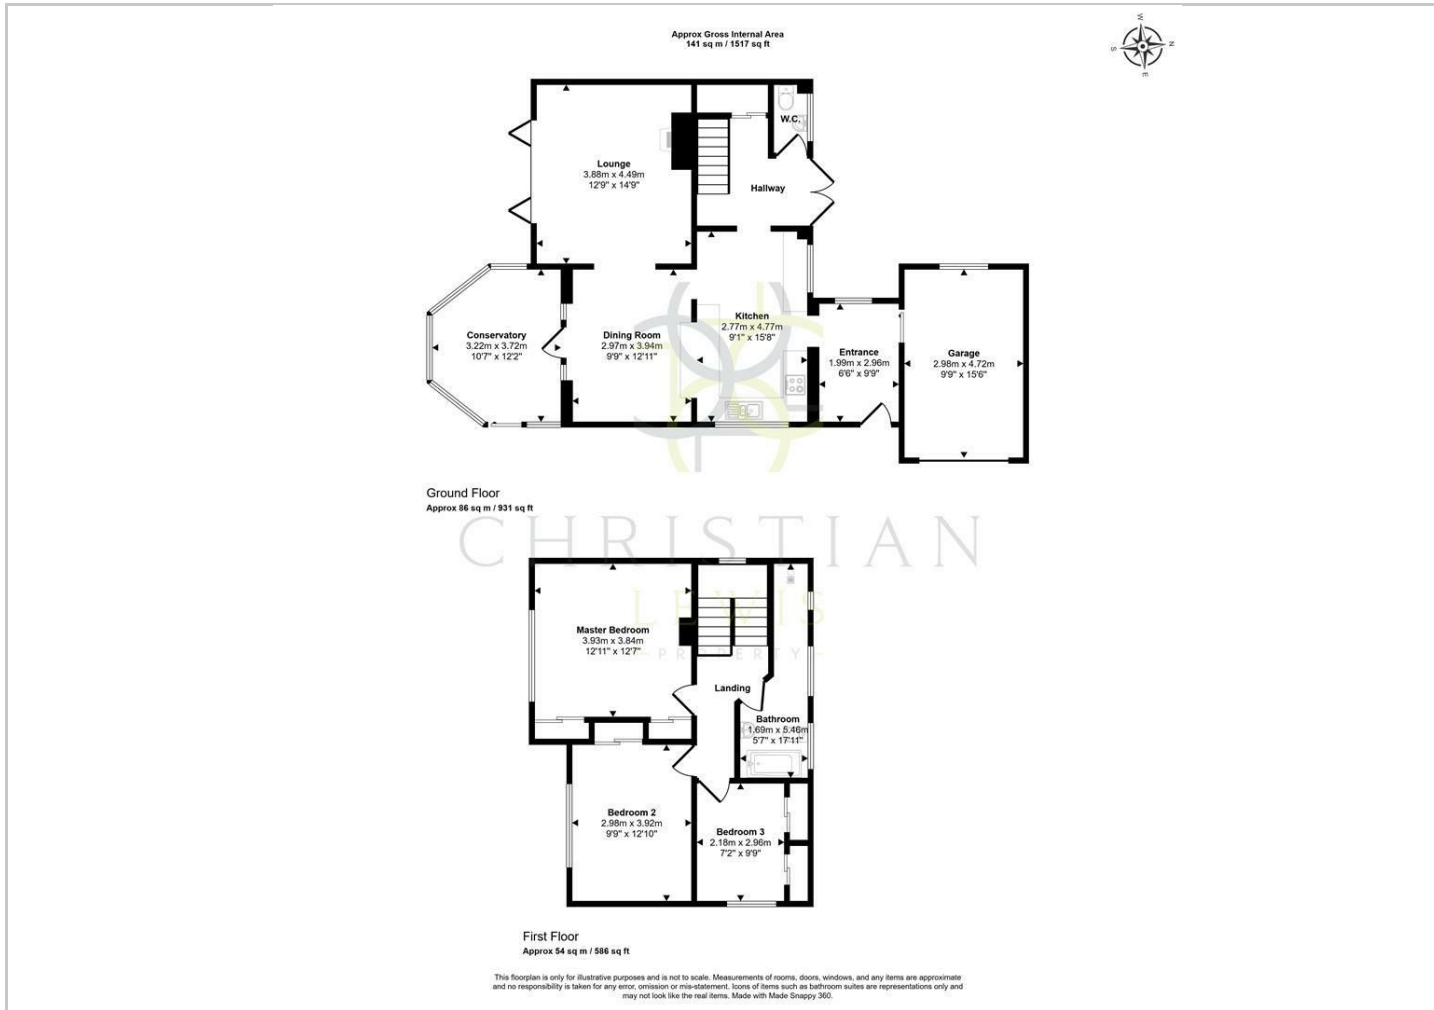 Approx Gross Internal Area
141 sq m / 1517 sq ft
W
N
S
E
W.C.
Lounge
3.88m x 4.49m
12'9" x 14'9"
Hallway
Conservatory
3.22m x 3.72m
10'7" x 12'2"
Dining Room
2.97m x 3.94m
9'9" x 12'11"
Kitchen
2.77m x 4.77m
9'1" x 15'8"
Entrance
1.99m x 2.96m
6'6" x 9'9"
Garage
2.98m x 4.72m
9'9" x 15'6"
Ground Floor
Approx 86 sq m / 931 sq ft
CHRISTIAN
LEWIS
PROPERTY
Master Bedroom
3.93m x 3.84m
12'11" x 12'7"
Landing
Bathroom
1.69m x 5.46m
5'7" x 17'11"
Bedroom 2
2.98m x 3.92m
9'9" x 12'10"
Bedroom 3
2.18m x 2.96m
7'2" x 9'9"
First Floor
Approx 54 sq m / 586 sq ft
This floorplan is only for illustrative purposes and is not to scale. Measurements of rooms, doors, windows, and any items are approximate
and no responsibility is taken for any error, omission or mis-statement. Icons of items such as bathroom suites are representations only and
may not look like the real items. Made with Made Snappy 360.